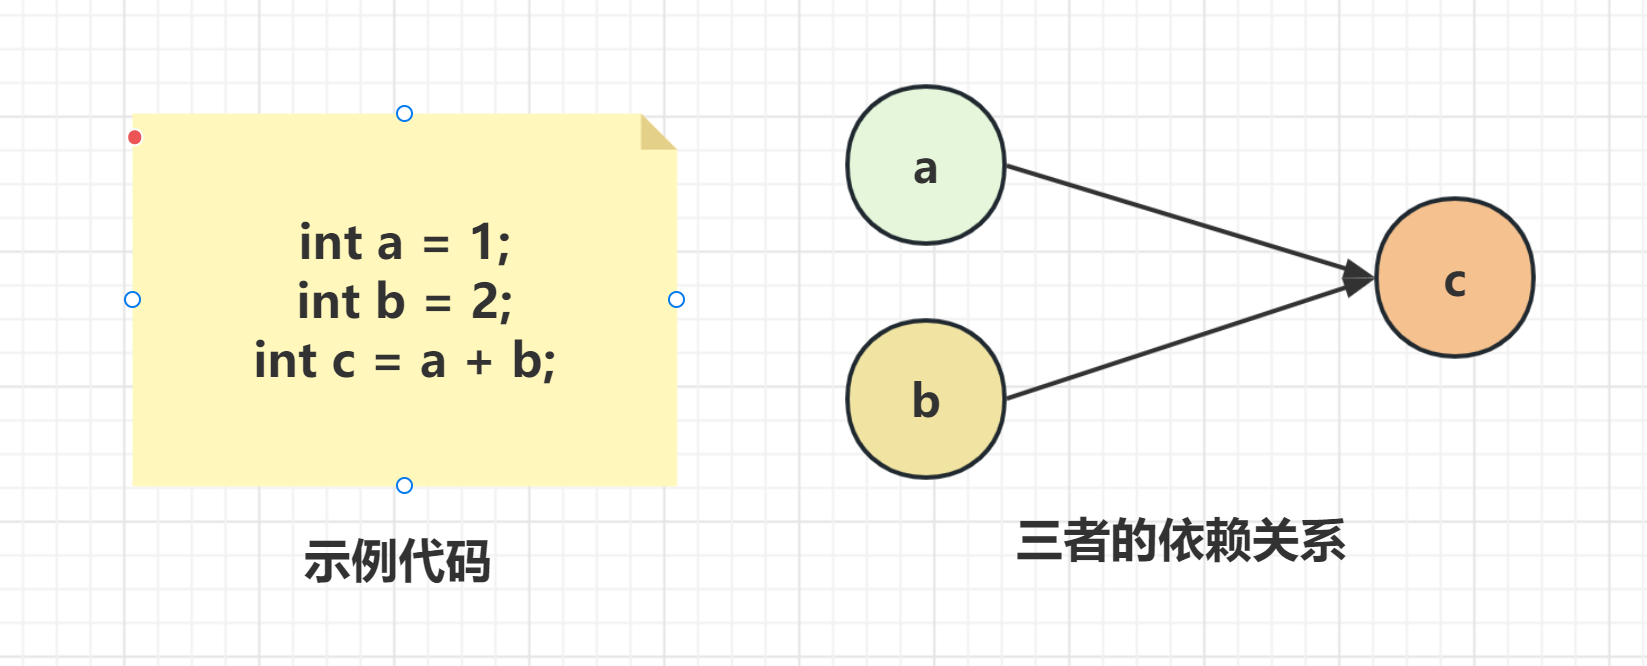 int a = 1;
int b = 2;
int c = a + b;
示例代码
a
b
c
三者的依赖关系